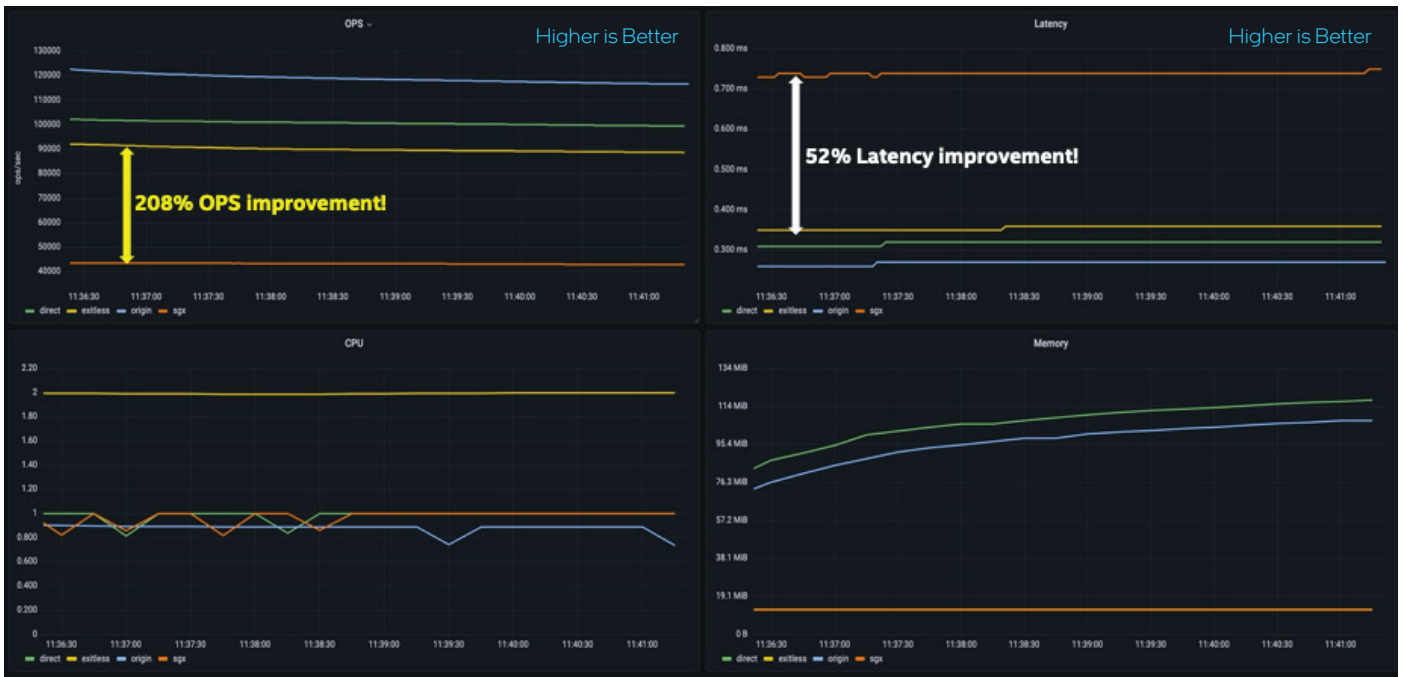 OPS
Higher is Better
130000
120000
110000
100000
90000
80000
70000
60000
50000
40000
ops/sec
208% OPS improvement!
11:36:30 11:37:00 11:37:30 11:38:00 11:38:30 11:39:00 11:39:30 11:40:00 11:40:30 11:41:00
direct exitless origin sgx
Latency
Higher is Better
0.800 ms
0.700 ms
0.600 ms
0.500 ms
0.400 ms
0.300 ms
52% Latency improvement!
11:36:30 11:37:00 11:37:30 11:38:00 11:38:30 11:39:00 11:39:30 11:40:00 11:40:30 11:41:00
direct exitless origin sgx
CPU
2.20
2
1.80
1.60
1.40
1.20
1
0.800
0.600
0.400
0.200
0
11:36:30 11:37:00 11:37:30 11:38:00 11:38:30 11:39:00 11:39:30 11:40:00 11:40:30 11:41:00
direct exitless origin sgx
Memory
134 MiB
114 MiB
95.4 MiB
76.3 MiB
57.2 MiB
38.1 MiB
19.1 MiB
0 B
11:36:30 11:37:00 11:37:30 11:38:00 11:38:30 11:39:00 11:39:30 11:40:00 11:40:30 11:41:00
direct exitless origin sgx